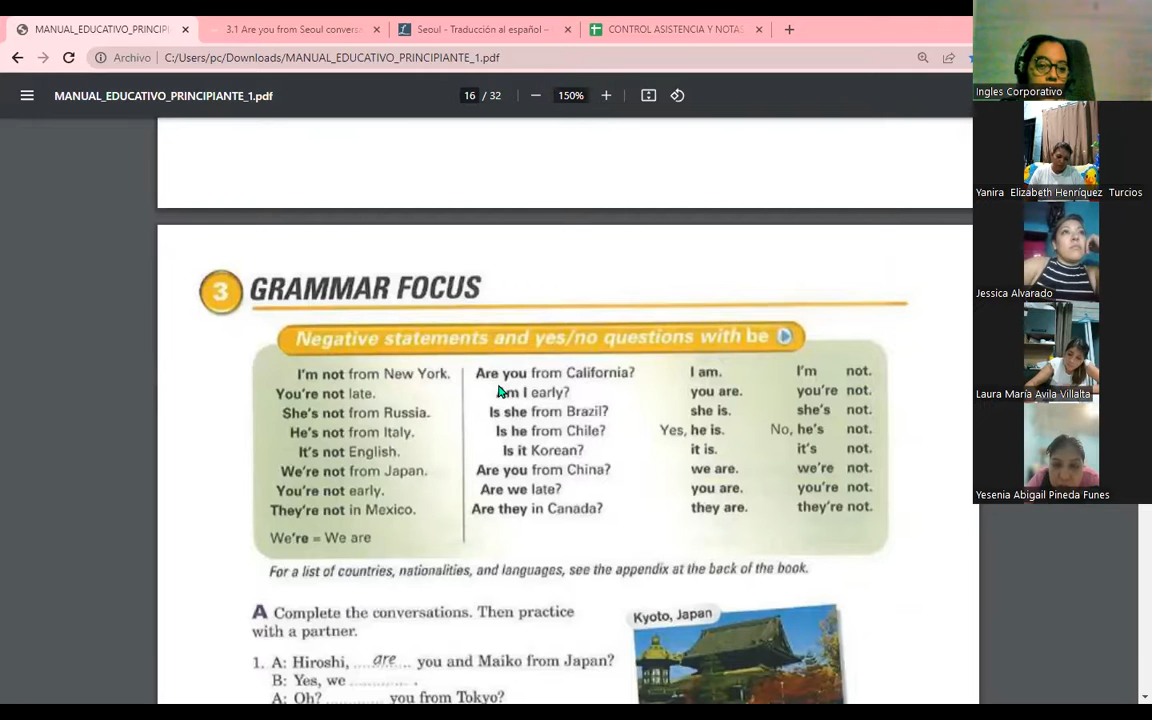 MANUAL_EDUCATIVO_PRINCIPI
3.1 Are you from Seoul convers
Seoul - Traducción al español –
CONTROL ASISTENCIA Y NOTAS
Archivo
C:/Users/pc/Downloads/MANUAL_EDUCATIVO_PRINCIPIANTE_1.pdf
MANUAL_EDUCATIVO_PRINCIPIANTE_1.pdf
16 / 32
150%
3 GRAMMAR FOCUS
Negative statements and yes/no questions with be
I'm not from New York.
You're not late.
She's not from Russia.
He's not from Italy.
It's not English.
We're not from Japan.
You're not early.
They're not in Mexico.
We're = We are
Are you from California?
I early?
Is she from Brazil?
Is he from Chile?
Is it Korean?
Are you from China?
Are we late?
Are they in Canada?
I am.
you are.
she is.
Yes, he is.
it is.
we are.
you are.
they are.
I'm not.
you're not.
she's not.
No, he's not.
it's not.
we're not.
you're not.
they're not.
For a list of countries, nationalities, and languages, see the appendix at the back of the book.
A Complete the conversations. Then practice
with a partner.
1. A: Hiroshi, ....are.... you and Maiko from Japan?
B: Yes, we ............ .
A: Oh? ............ you from Tokyo?
Kyoto, Japan
Ingles Corporativo
Yanira Elizabeth Henríquez Turcios
Jessica Alvarado
Laura María Avila Villalta
Yesenia Abigail Pineda Funes